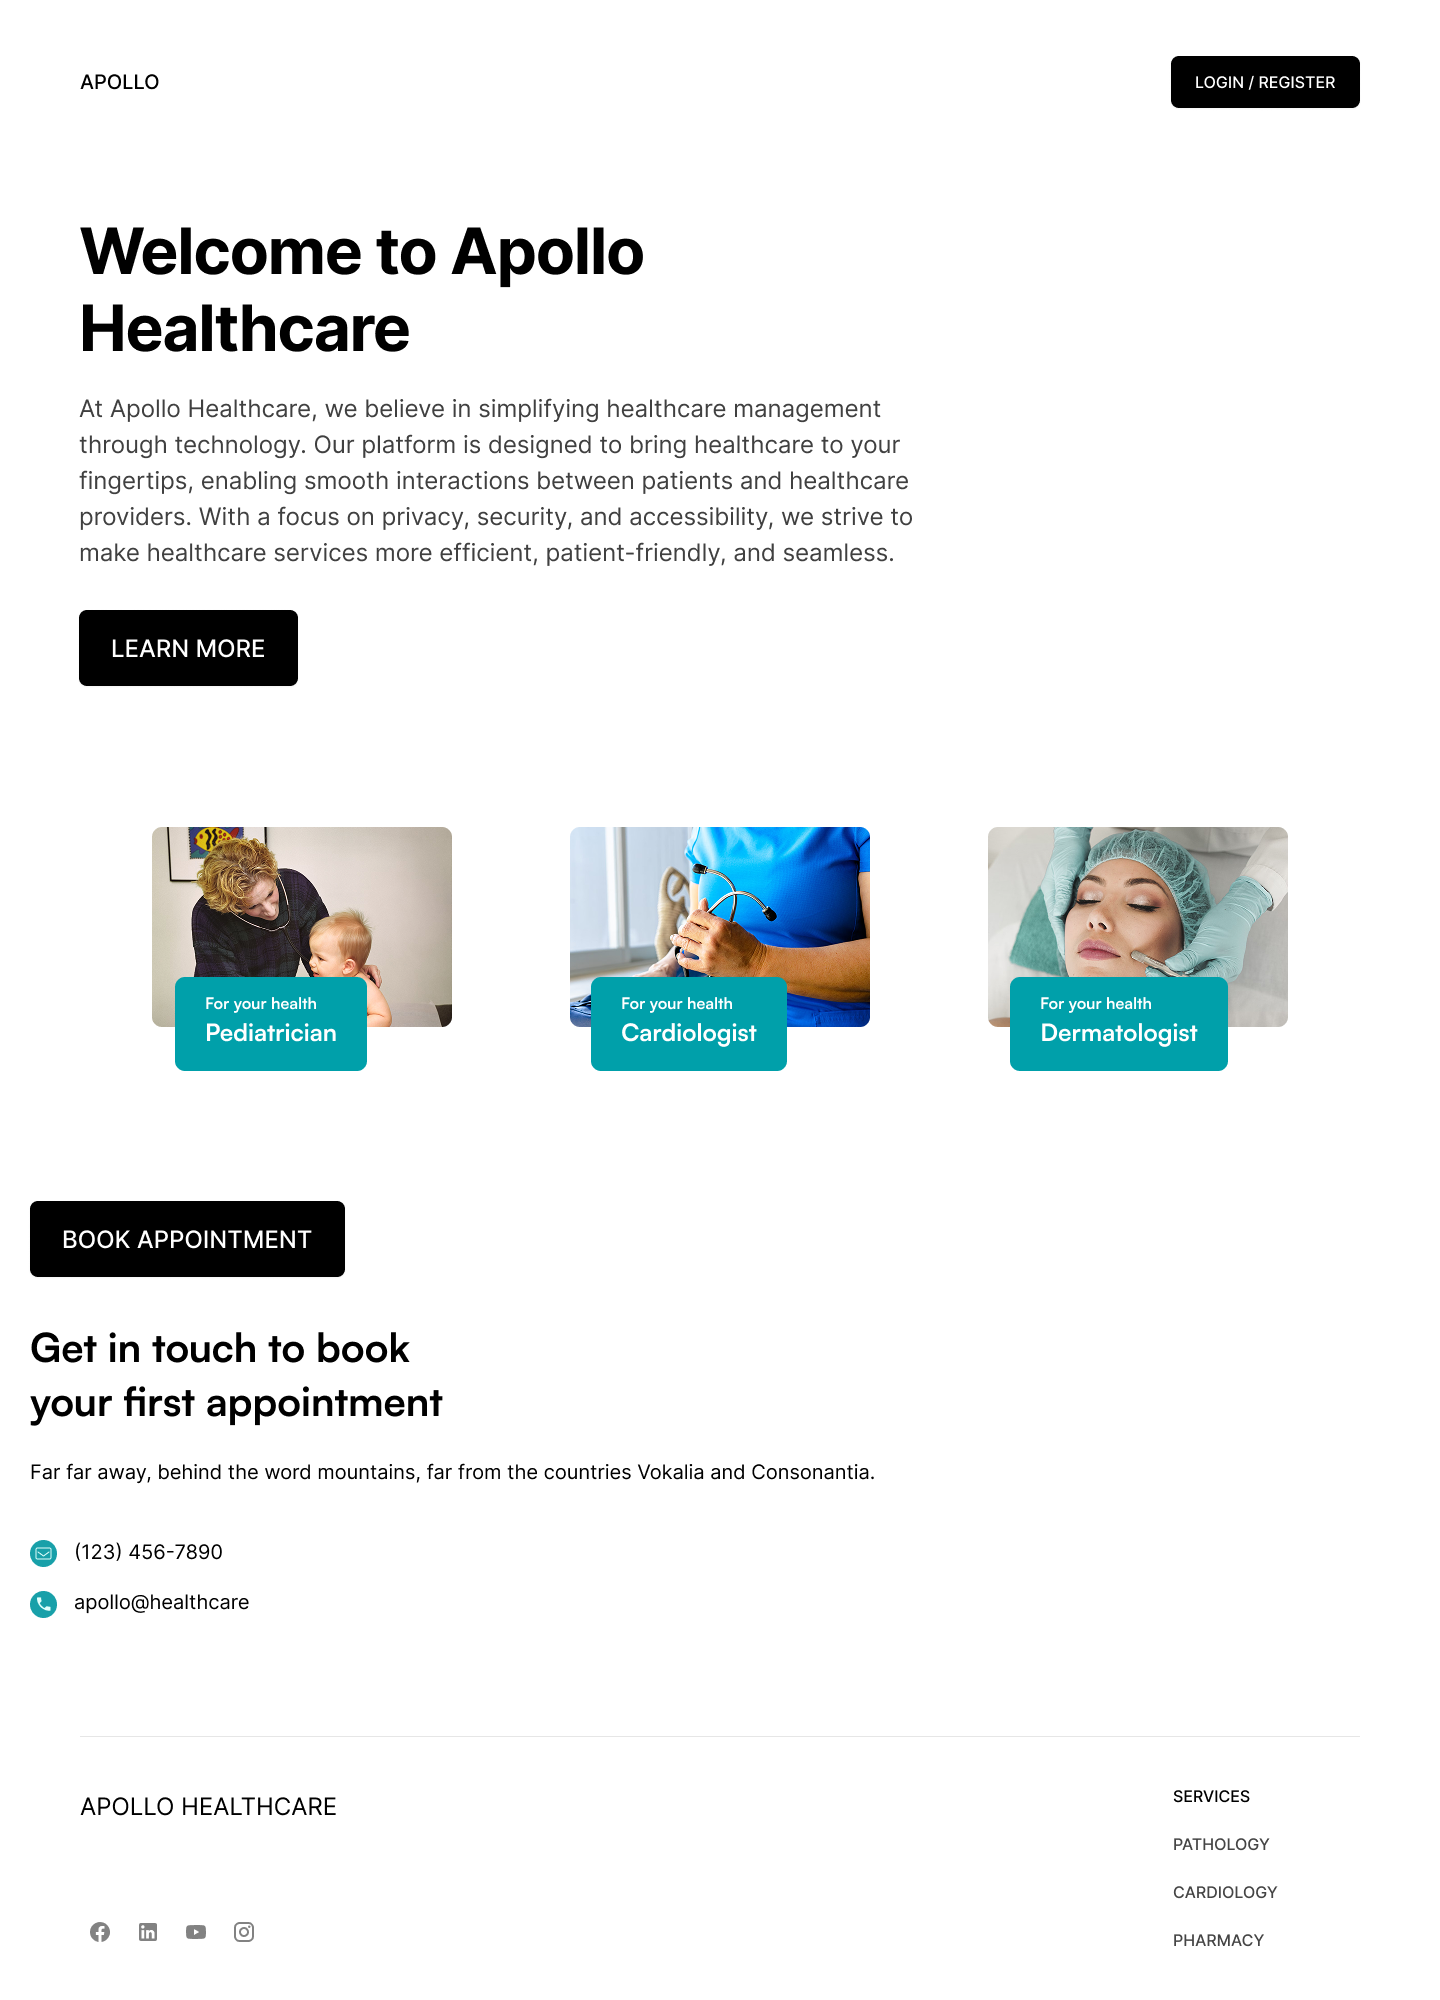 APOLLO
LOGIN / REGISTER
Welcome to Apollo
Healthcare
At Apollo Healthcare, we believe in simplifying healthcare management
through technology. Our platform is designed to bring healthcare to your
fingertips, enabling smooth interactions between patients and healthcare
providers. With a focus on privacy, security, and accessibility, we strive to
make healthcare services more efficient, patient-friendly, and seamless.
LEARN MORE
For your health
Pediatrician
For your health
Cardiologist
For your health
Dermatologist
BOOK APPOINTMENT
Get in touch to book
your first appointment
Far far away, behind the word mountains, far from the countries Vokalia and Consonantia.
(123) 456-7890
apollo@healthcare
APOLLO HEALTHCARE
SERVICES
PATHOLOGY
CARDIOLOGY
PHARMACY